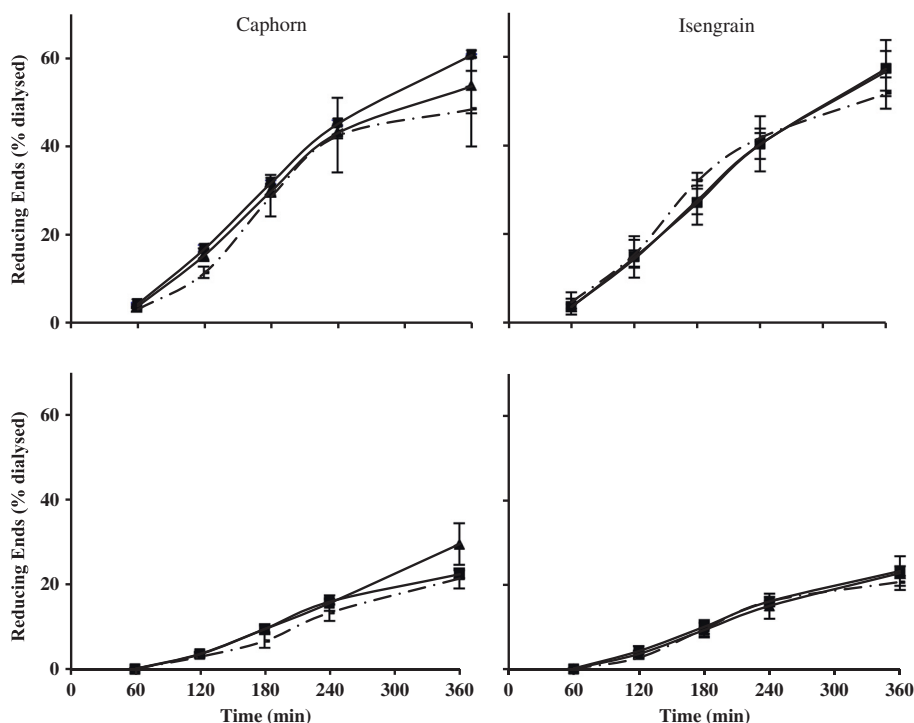 Caphorn
Isengrain
Reducing Ends (% dialysed)
60
40
20
0
Reducing Ends (% dialysed)
60
40
20
0
0 60 120 180 240 300 360
0 60 120 180 240 300 360
Time (min)
Time (min)